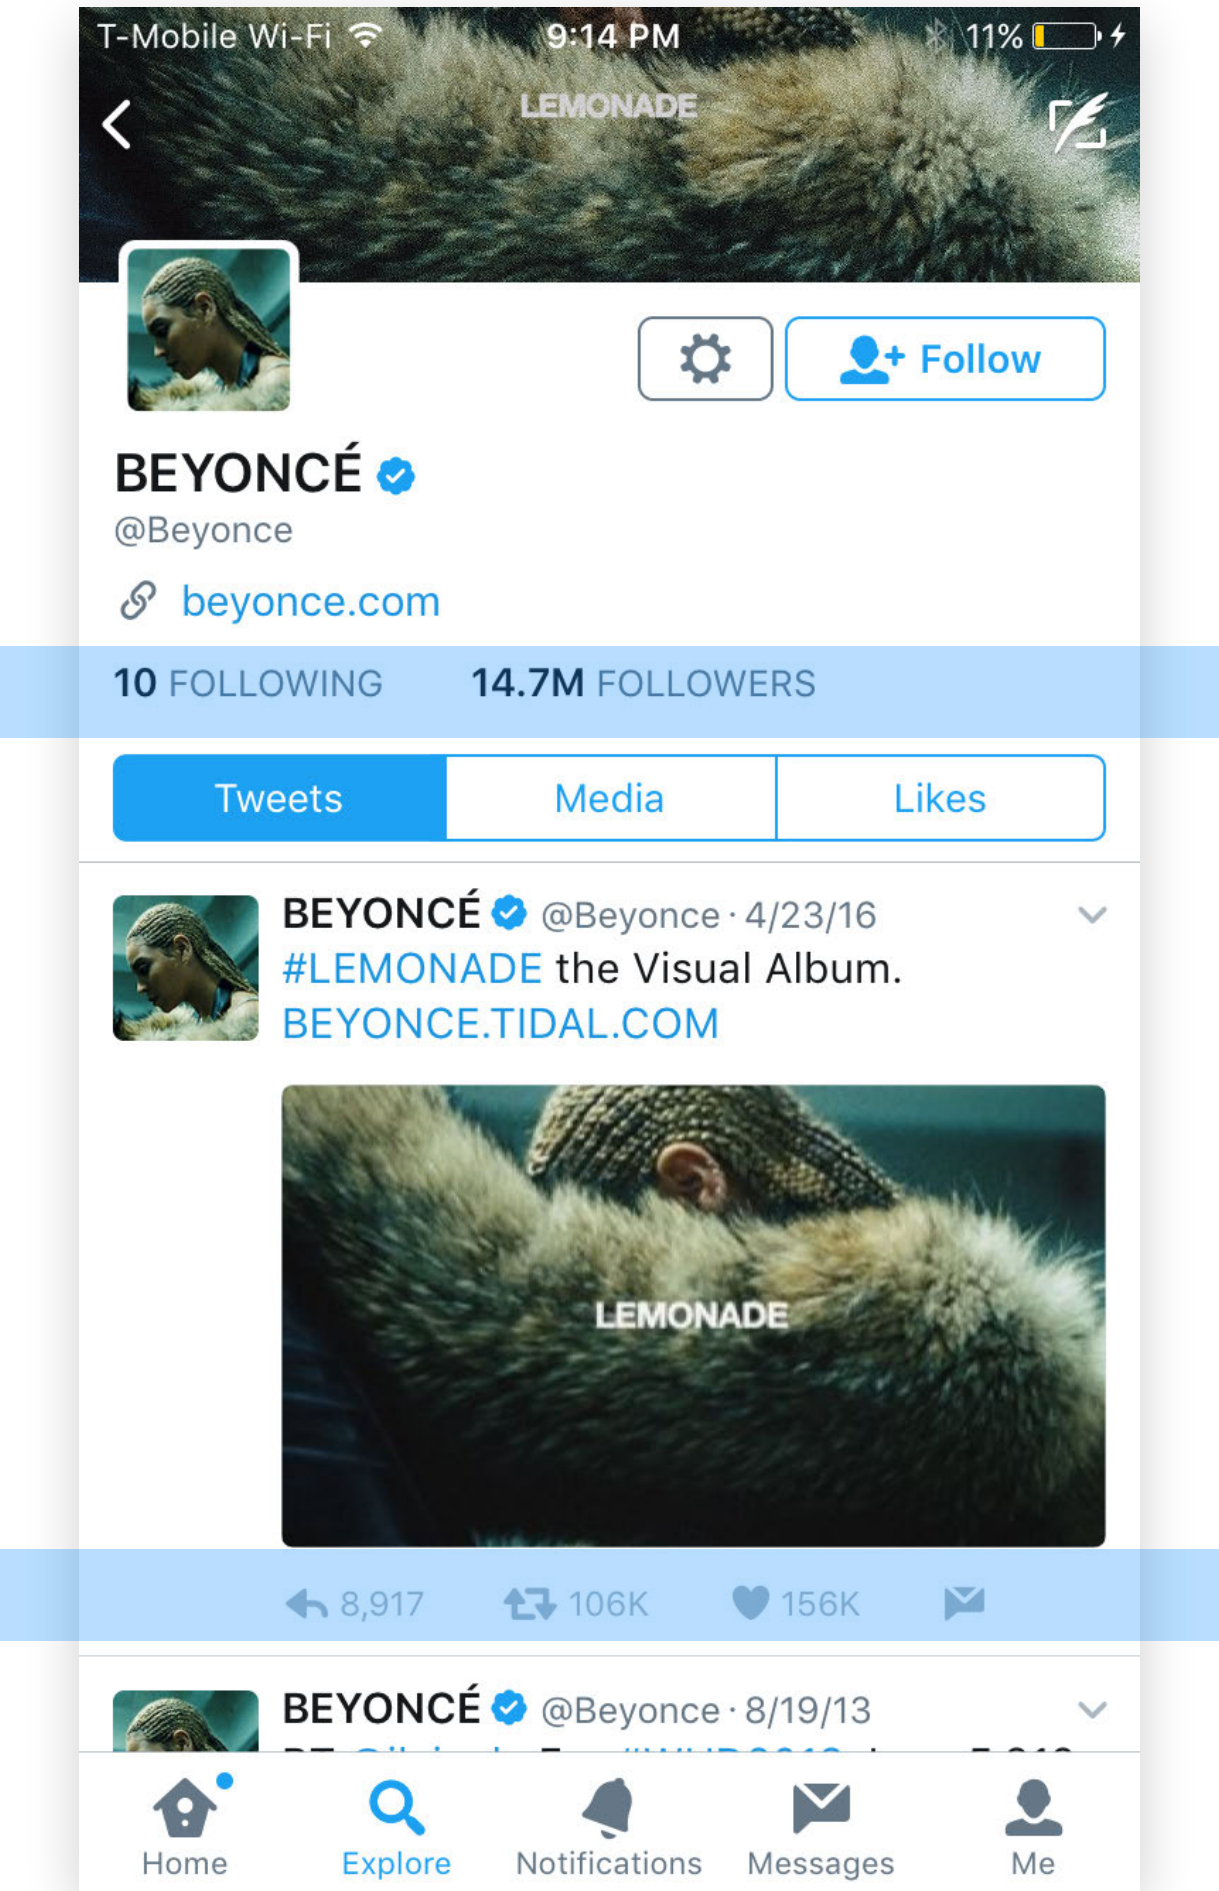 T-Mobile Wi-Fi 9:14 PM 11%
LEMONADE
Follow
BEYONCÉ
@Beyonce
beyonce.com
10 FOLLOWING 14.7M FOLLOWERS
Tweets Media Likes
BEYONCÉ @Beyonce · 4/23/16
#LEMONADE the Visual Album.
BEYONCE.TIDAL.COM
LEMONADE
8,917 106K 156K
BEYONCÉ @Beyonce · 8/19/13
Home Explore Notifications Messages Me